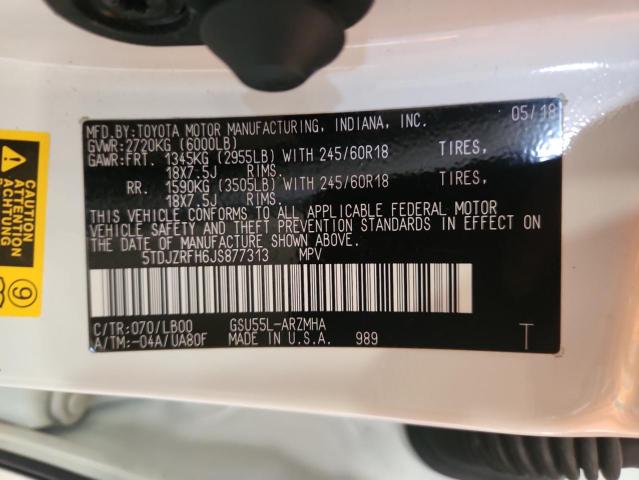 MFD.BY:TOYOTA MOTOR MANUFACTURING, INDIANA, INC. 05/18
GVWR:2720KG (6000LB)
GAWR:FRT. 1345KG (2955LB) WITH 245/60R18 TIRES,
18X7.5J RIMS.
RR. 1590KG (3505LB) WITH 245/60R18 TIRES,
18X7.5J RIMS.
THIS VEHICLE CONFORMS TO ALL APPLICABLE FEDERAL MOTOR
VEHICLE SAFETY AND THEFT PREVENTION STANDARDS IN EFFECT
ON THE DATE OF MANUFACTURE SHOWN ABOVE.
5TDJZRFH6JS877313 MPV
C/TR:070/LB00 GSU55L-ARZMHA
A/TM:-04A/UA80F MADE IN U.S.A. 989 T
CAUTION
ATTENTION
ACHTUNG
9